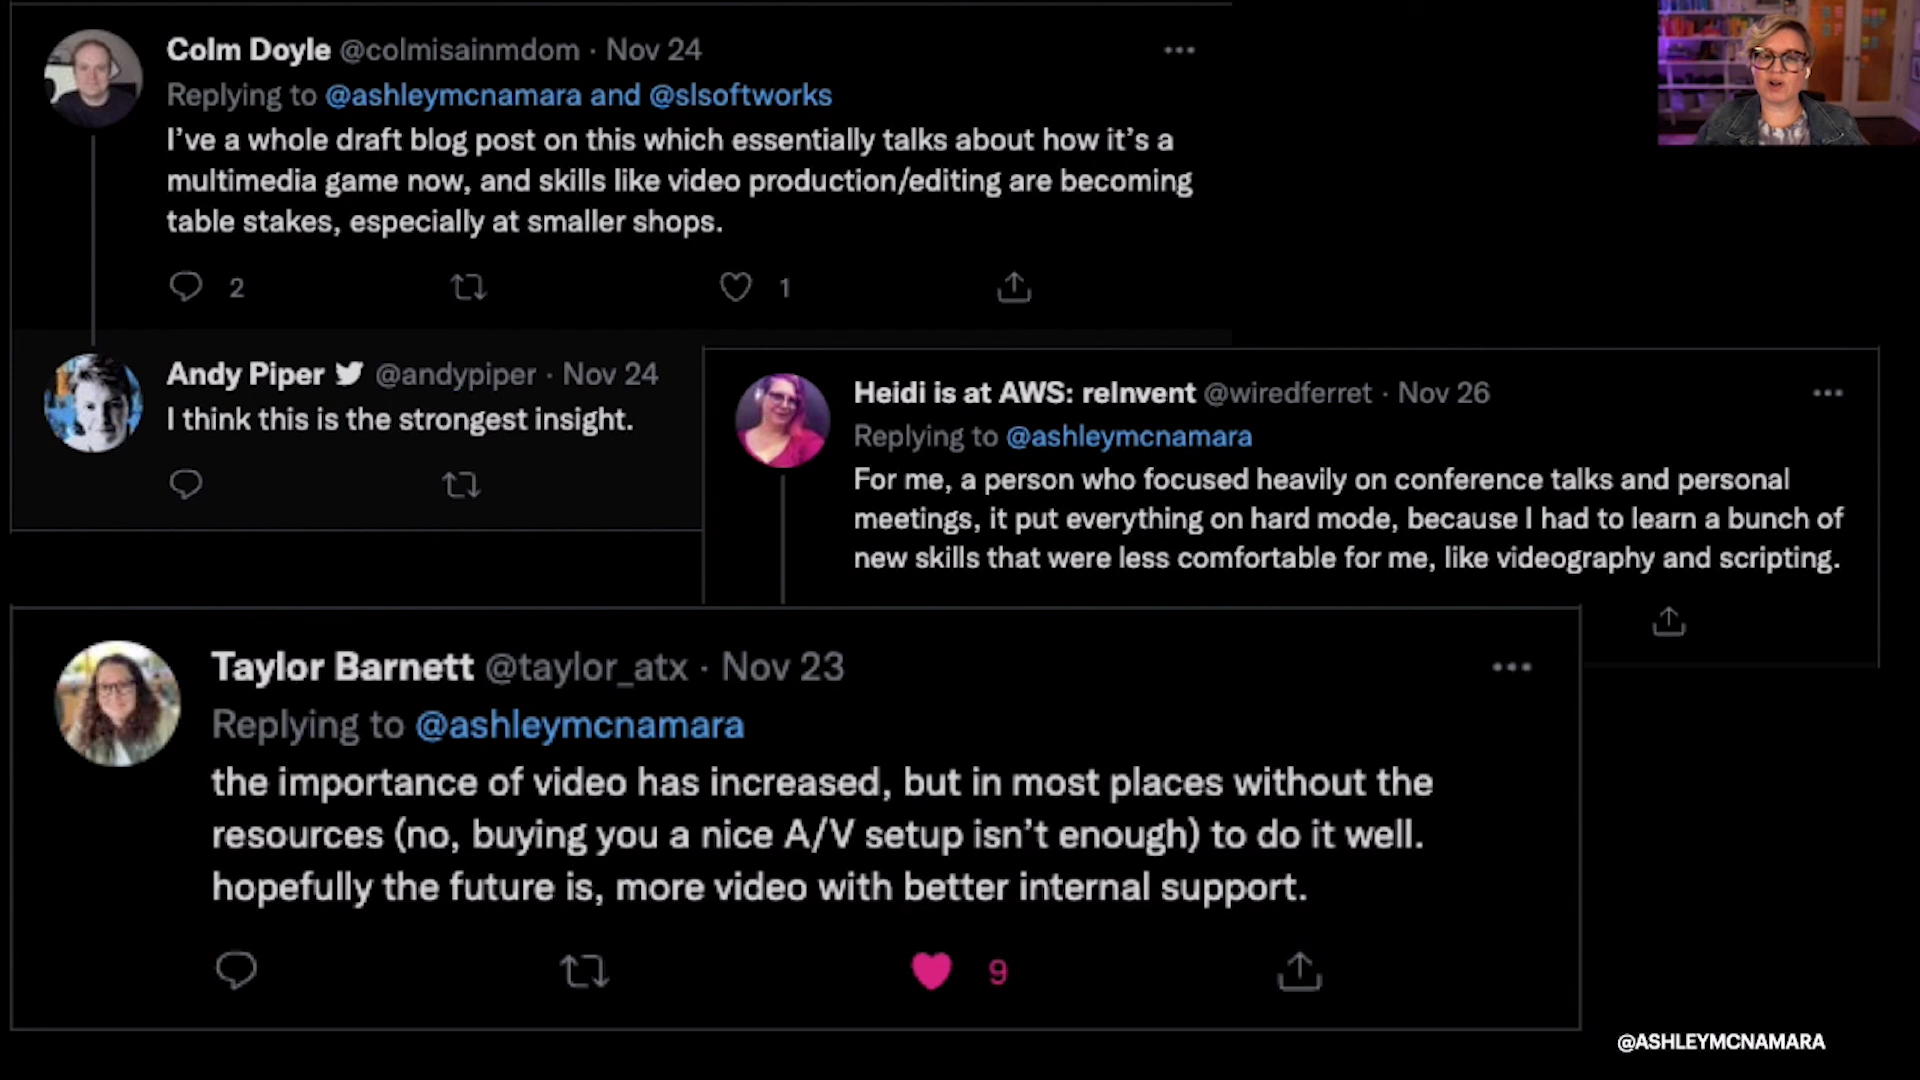 Colm Doyle @colmisainmdom · Nov 24
Replying to @ashleymcnamara and @slsoftworks
I've a whole draft blog post on this which essentially talks about how it's a
multimedia game now, and skills like video production/editing are becoming
table stakes, especially at smaller shops.
2 1
Andy Piper @andypiper · Nov 24
I think this is the strongest insight.
Heidi is at AWS: reInvent @wiredferret · Nov 26
Replying to @ashleymcnamara
For me, a person who focused heavily on conference talks and personal
meetings, it put everything on hard mode, because I had to learn a bunch of
new skills that were less comfortable for me, like videography and scripting.
Taylor Barnett @taylor_atx · Nov 23
Replying to @ashleymcnamara
the importance of video has increased, but in most places without the
resources (no, buying you a nice A/V setup isn't enough) to do it well.
hopefully the future is, more video with better internal support.
9
@ASHLEYMCNAMARA